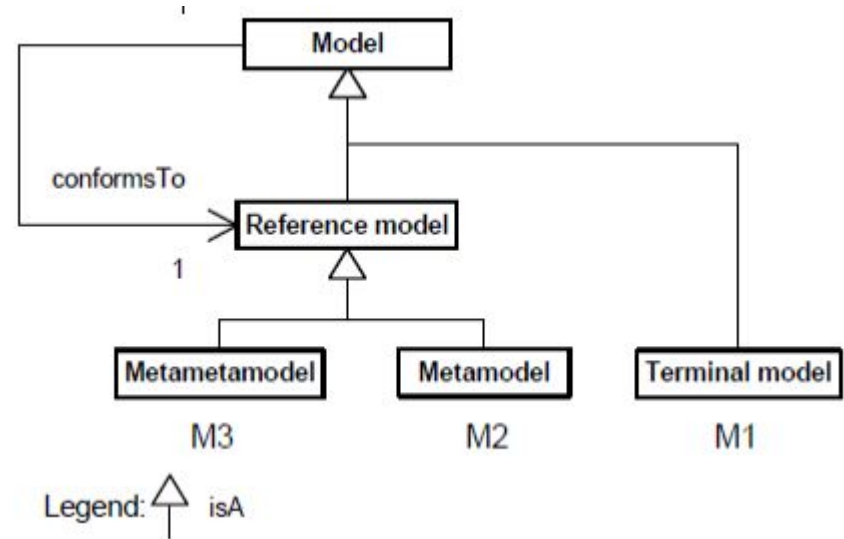 Model
conformsTo
Reference model
1
Metametamodel
Metamodel
Terminal model
M3
M2
M1
Legend: isA